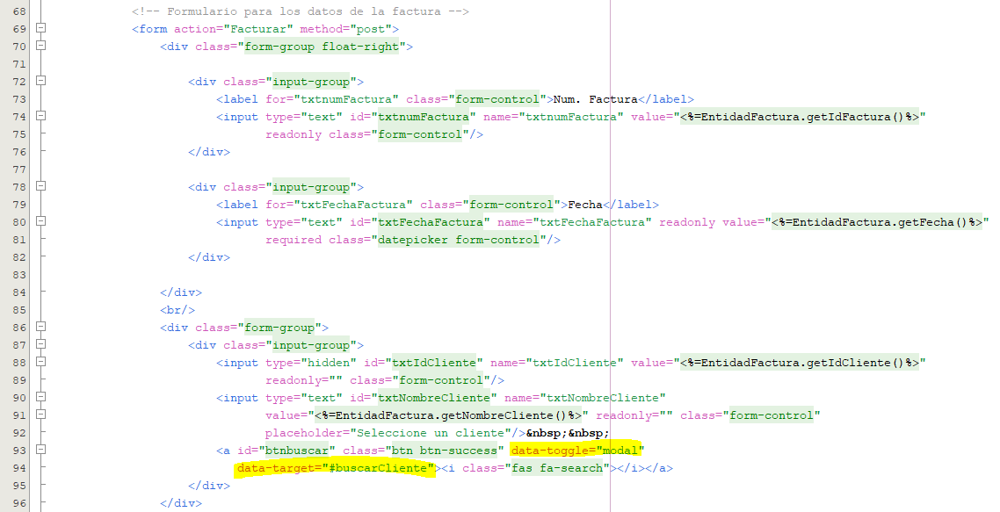 68 <!-- Formulario para los datos de la factura -->
69 <form action="Facturar" method="post">
70 <div class="form-group float-right">
71
72 <div class="input-group">
73 <label for="txtnumFactura" class="form-control">Num. Factura</label>
74 <input type="text" id="txtnumFactura" name="txtnumFactura" value="<%=EntidadFactura.getIdFactura()%>"
75 readonly class="form-control"/>
76 </div>
77
78 <div class="input-group">
79 <label for="txtFechaFactura" class="form-control">Fecha</label>
80 <input type="text" id="txtFechaFactura" name="txtFechaFactura" readonly value="<%=EntidadFactura.getFecha()%>"
81 required class="datepicker form-control"/>
82 </div>
83
84 </div>
85 <br/>
86 <div class="form-group">
87 <div class="input-group">
88 <input type="hidden" id="txtIdCliente" name="txtIdCliente" value="<%=EntidadFactura.getIdCliente()%>"
89 readonly="" class="form-control"/>
90 <input type="text" id="txtNombreCliente" name="txtNombreCliente"
91 value="<%=EntidadFactura.getNombreCliente()%>" readonly="" class="form-control"
92 placeholder="Seleccione un cliente"/>&nbsp;&nbsp;
93 <a id="btnbuscar" class="btn btn-success" data-toggle="modal"
94 data-target="#buscarCliente"><i class="fas fa-search"></i></a>
95 </div>
96 </div>